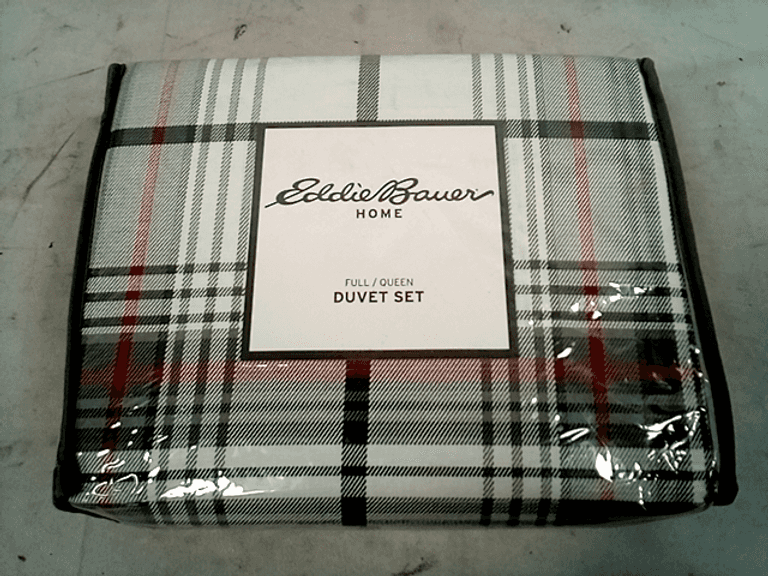 Eddie Bauer
HOME
FULL / QUEEN
DUVET SET